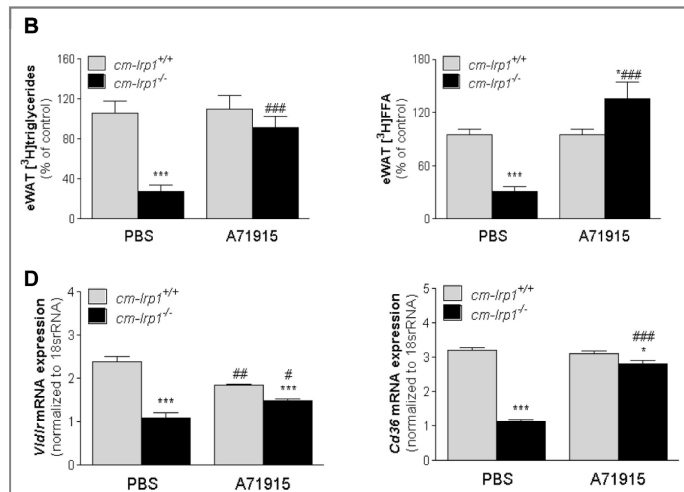 B
eWAT [³H]triglycerides
(% of control)
160
120
80
40
0
cm-lrp1⁺/⁺
cm-lrp1⁻/⁻
***
###
PBS
A71915
eWAT [³H]FFA
(% of control)
180
135
90
45
0
cm-lrp1⁺/⁺
cm-lrp1⁻/⁻
***
*###
PBS
A71915
D
Vldlr mRNA expression
(normalized to 18srRNA)
4
3
2
1
0
cm-lrp1⁺/⁺
cm-lrp1⁻/⁻
***
##
#
***
PBS
A71915
Cd36 mRNA expression
(normalized to 18srRNA)
5
4
3
2
1
0
cm-lrp1⁺/⁺
cm-lrp1⁻/⁻
***
###
*
PBS
A71915